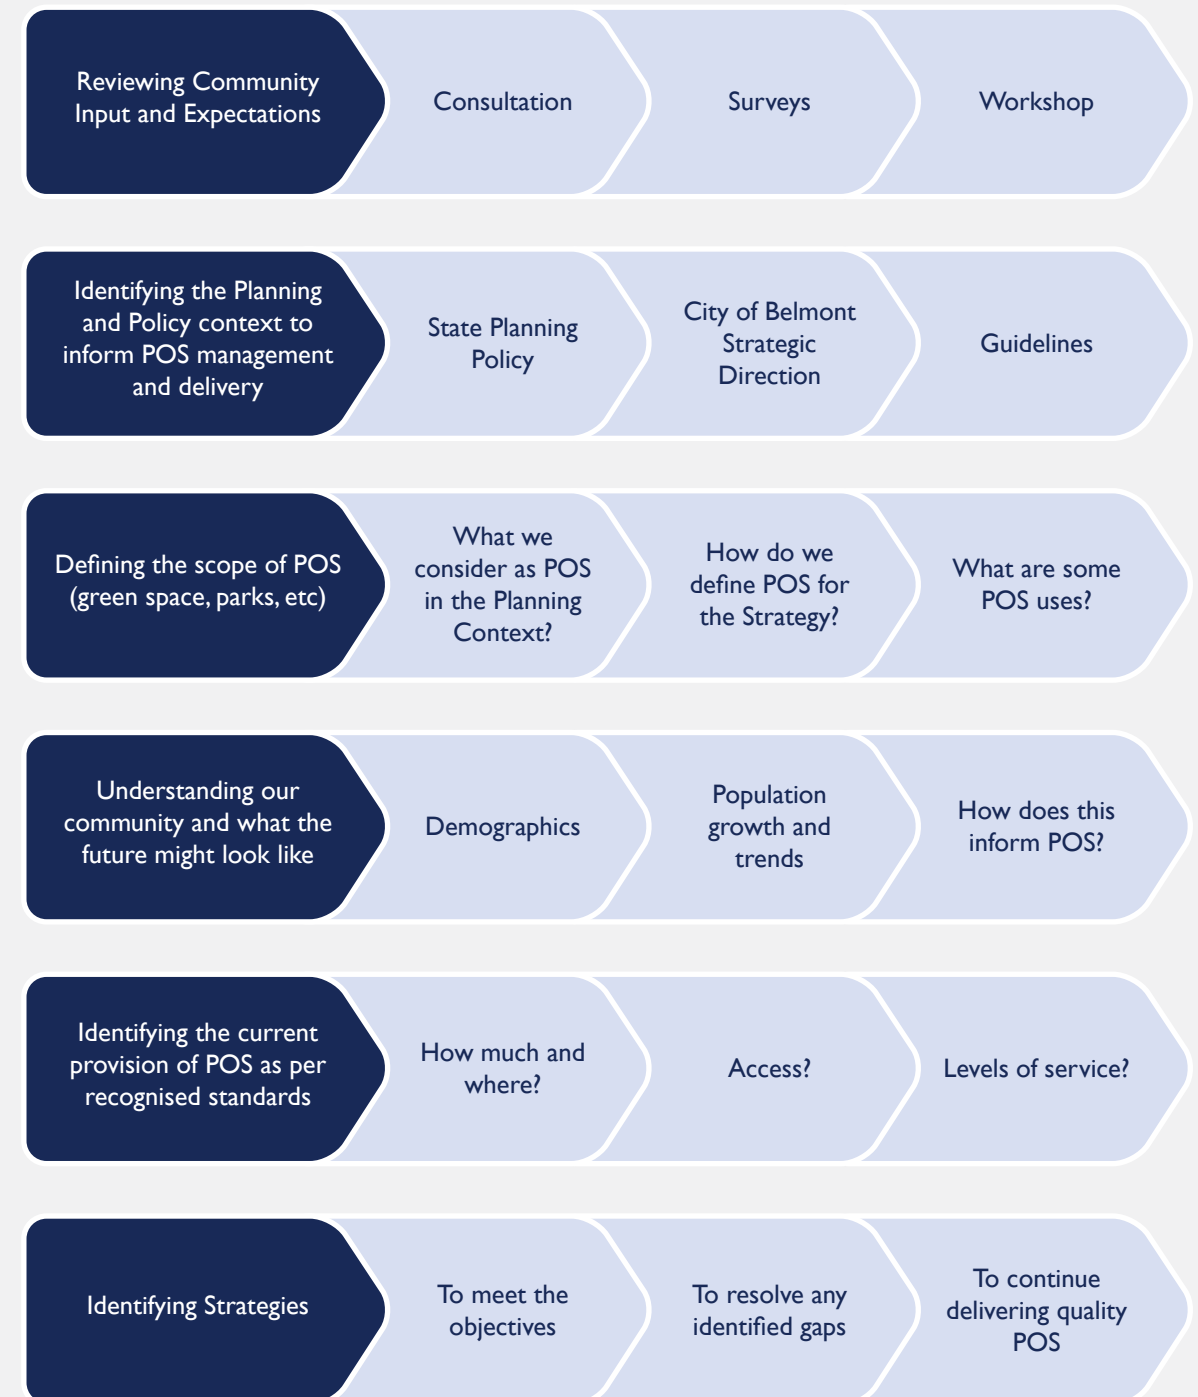 Reviewing Community
Input and Expectations
Consultation
Surveys
Workshop
Identifying the Planning
and Policy context to
inform POS management
and delivery
State Planning
Policy
City of Belmont
Strategic
Direction
Guidelines
Defining the scope of POS
(green space, parks, etc)
What we
consider as POS
in the Planning
Context?
How do we
define POS for
the Strategy?
What are some
POS uses?
Understanding our
community and what the
future might look like
Demographics
Population
growth and
trends
How does this
inform POS?
Identifying the current
provision of POS as per
recognised standards
How much and
where?
Access?
Levels of service?
Identifying Strategies
To meet the
objectives
To resolve any
identified gaps
To continue
delivering quality
POS